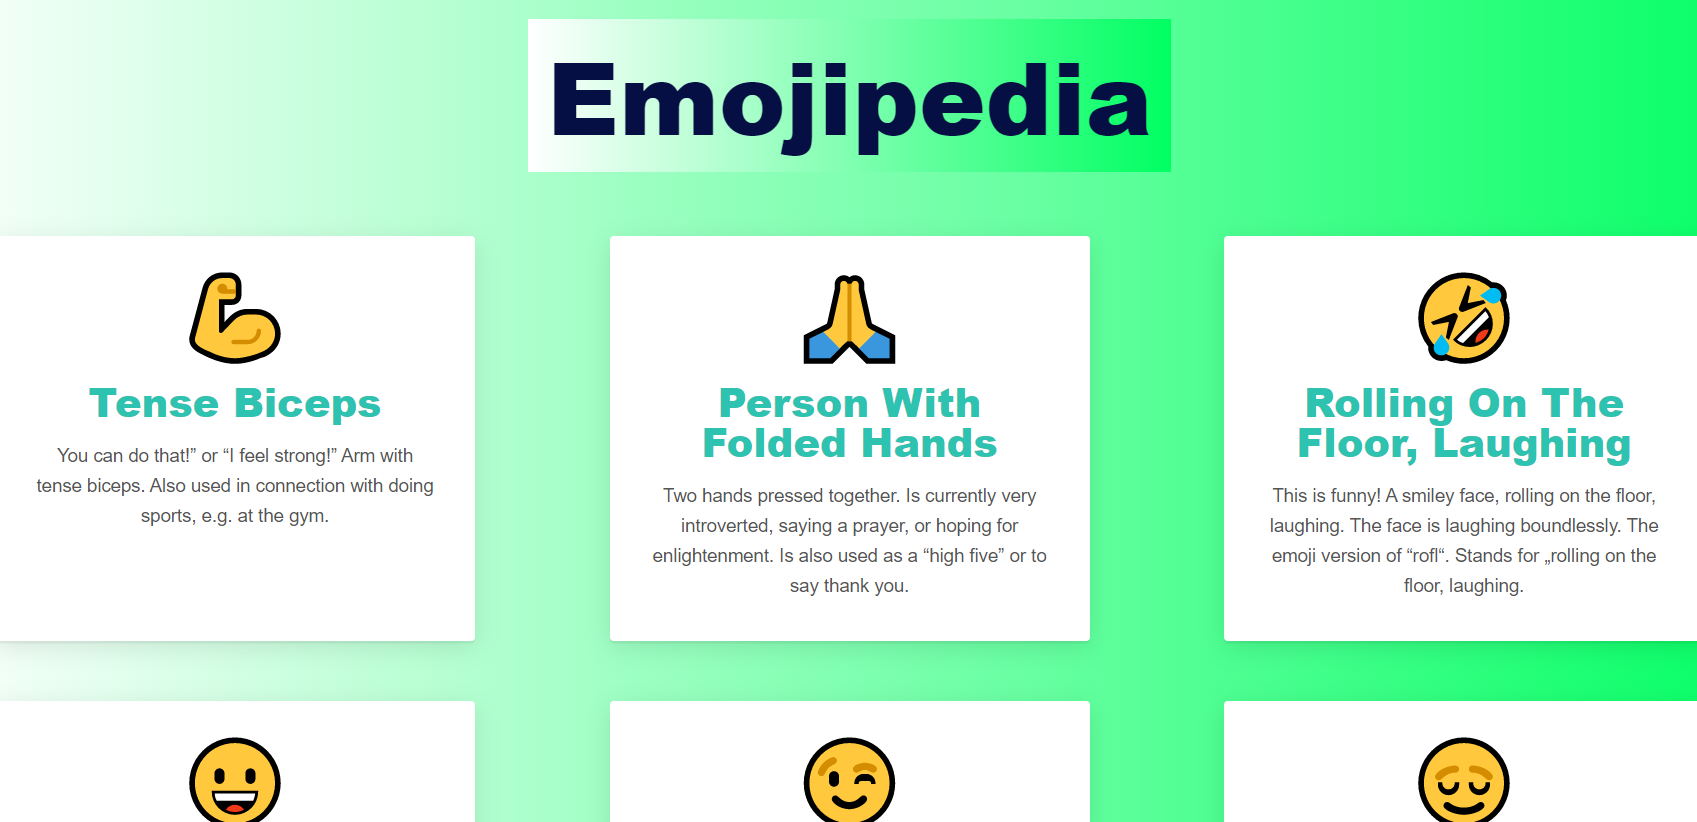 Emojipedia
Tense Biceps
You can do that!” or “I feel strong!” Arm with
tense biceps. Also used in connection with doing
sports, e.g. at the gym.
Person With
Folded Hands
Two hands pressed together. Is currently very
introverted, saying a prayer, or hoping for
enlightenment. Is also used as a “high five” or to
say thank you.
Rolling On The
Floor, Laughing
This is funny! A smiley face, rolling on the floor,
laughing. The face is laughing boundlessly. The
emoji version of “rofl“. Stands for „rolling on the
floor, laughing.